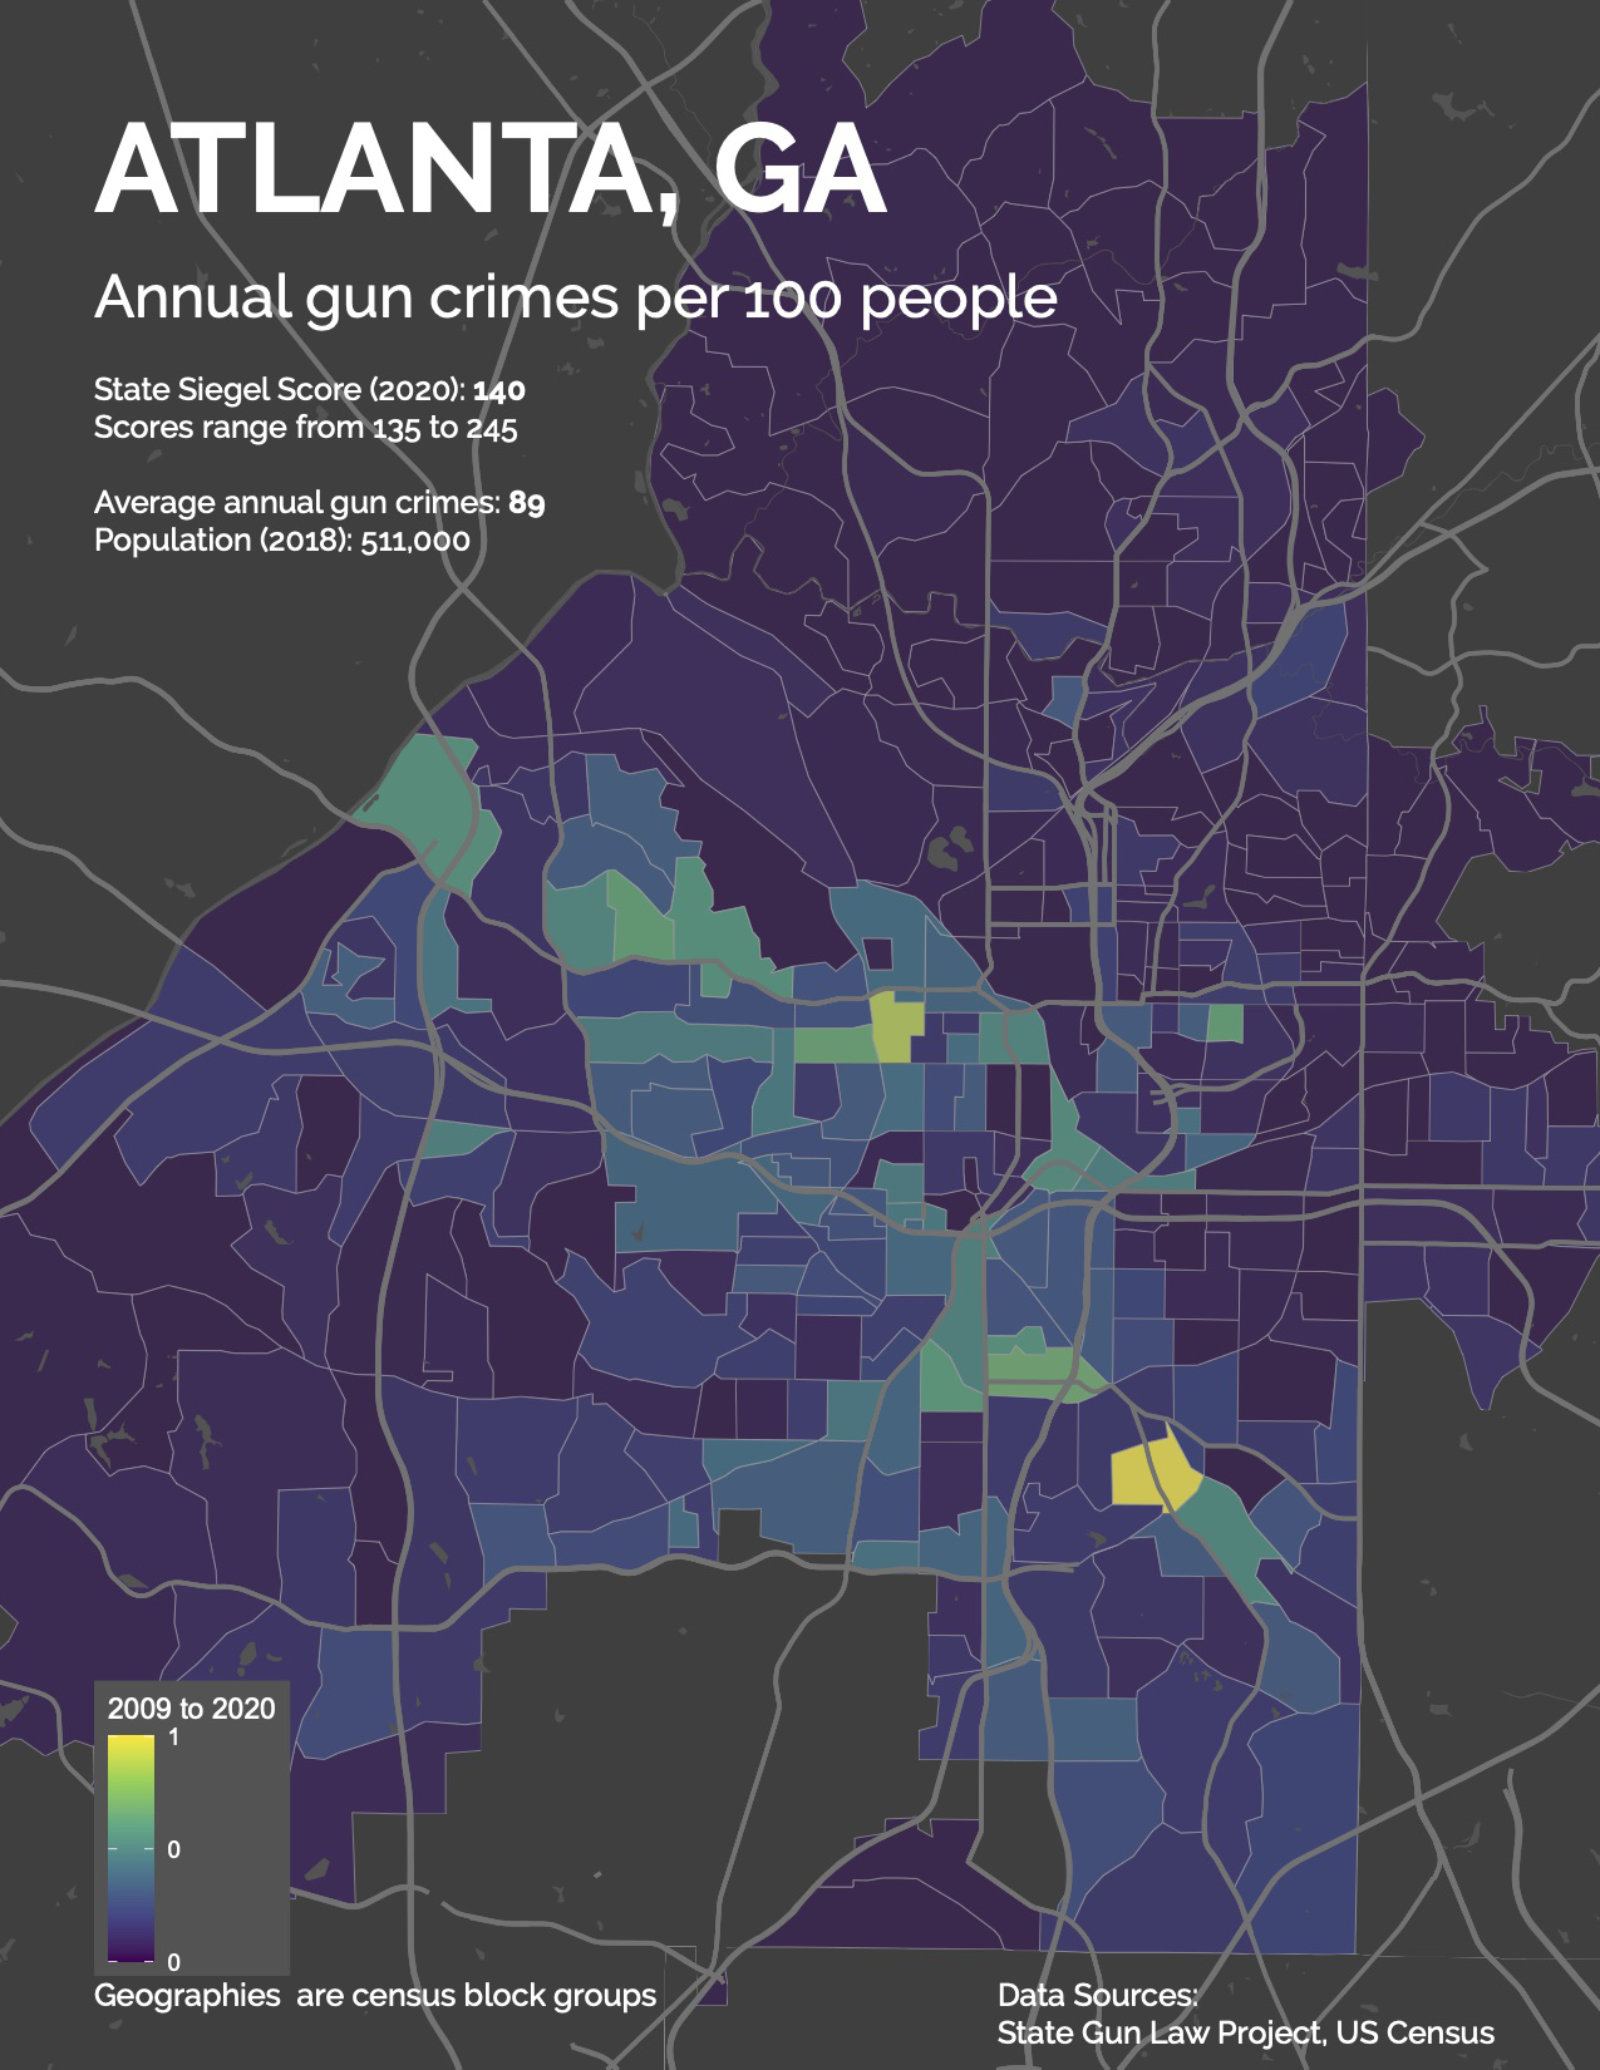 ATLANTA, GA
Annual gun crimes per 100 people
State Siegel Score (2020): 140
Scores range from 135 to 245
Average annual gun crimes: 89
Population (2018): 511,000
2009 to 2020
1
0
0
Geographies  are census block groups
Data Sources:
State Gun Law Project, US Census